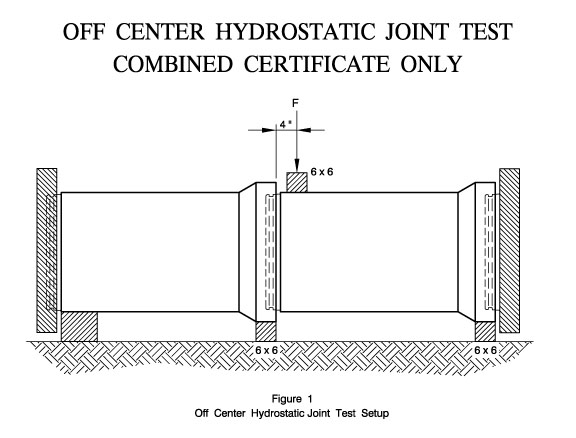 OFF CENTER HYDROSTATIC JOINT TEST
COMBINED CERTIFICATE ONLY
F
4"
6 x 6
6 x 6
6 x 6
Figure 1
Off Center Hydrostatic Joint Test Setup